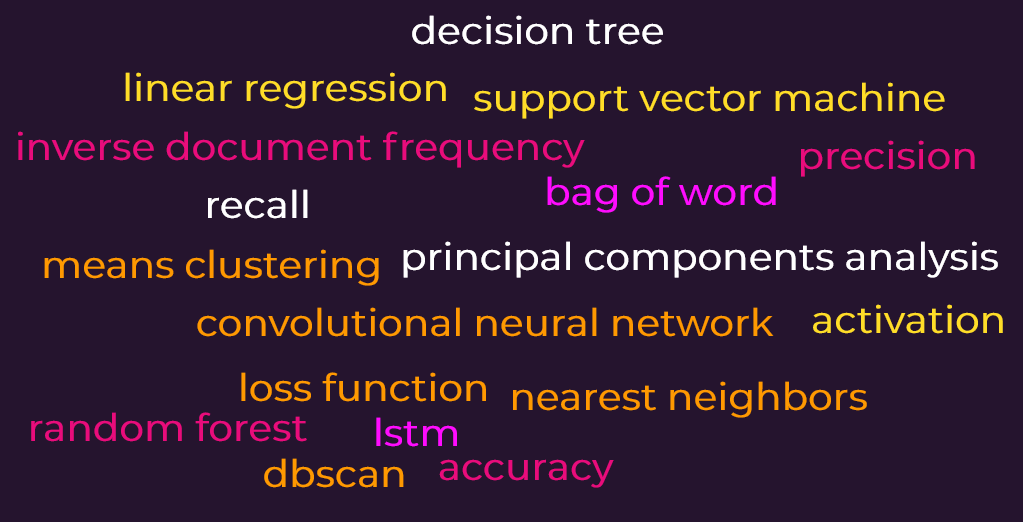 decision tree
linear regression
support vector machine
inverse document frequency
precision
bag of word
recall
principal components analysis
means clustering
convolutional neural network
activation
loss function
nearest neighbors
random forest
lstm
accuracy
dbscan